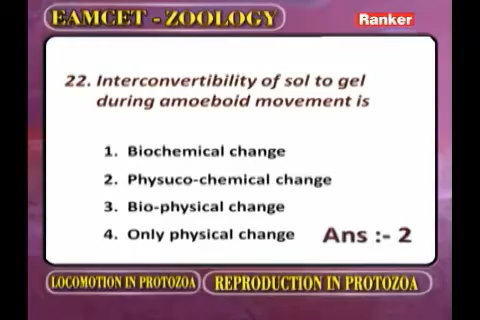 EAMCET - ZOOLOGY
Ranker
22. Interconvertibility of sol to gel
during amoeboid movement is
1. Biochemical change
2. Physuco-chemical change
3. Bio-physical change
4. Only physical change
Ans :- 2
LOCOMOTION IN PROTOZOA
REPRODUCTION IN PROTOZOA